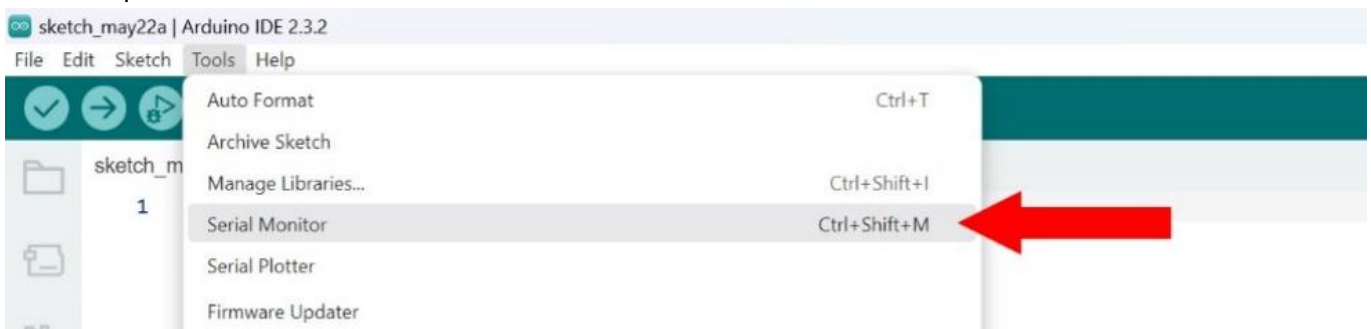 sketch_may22a | Arduino IDE 2.3.2
File Edit Sketch Tools Help
Auto Format Ctrl+T
Archive Sketch
sketch_m
Manage Libraries... Ctrl+Shift+I
1
Serial Monitor Ctrl+Shift+M
Serial Plotter
Firmware Updater